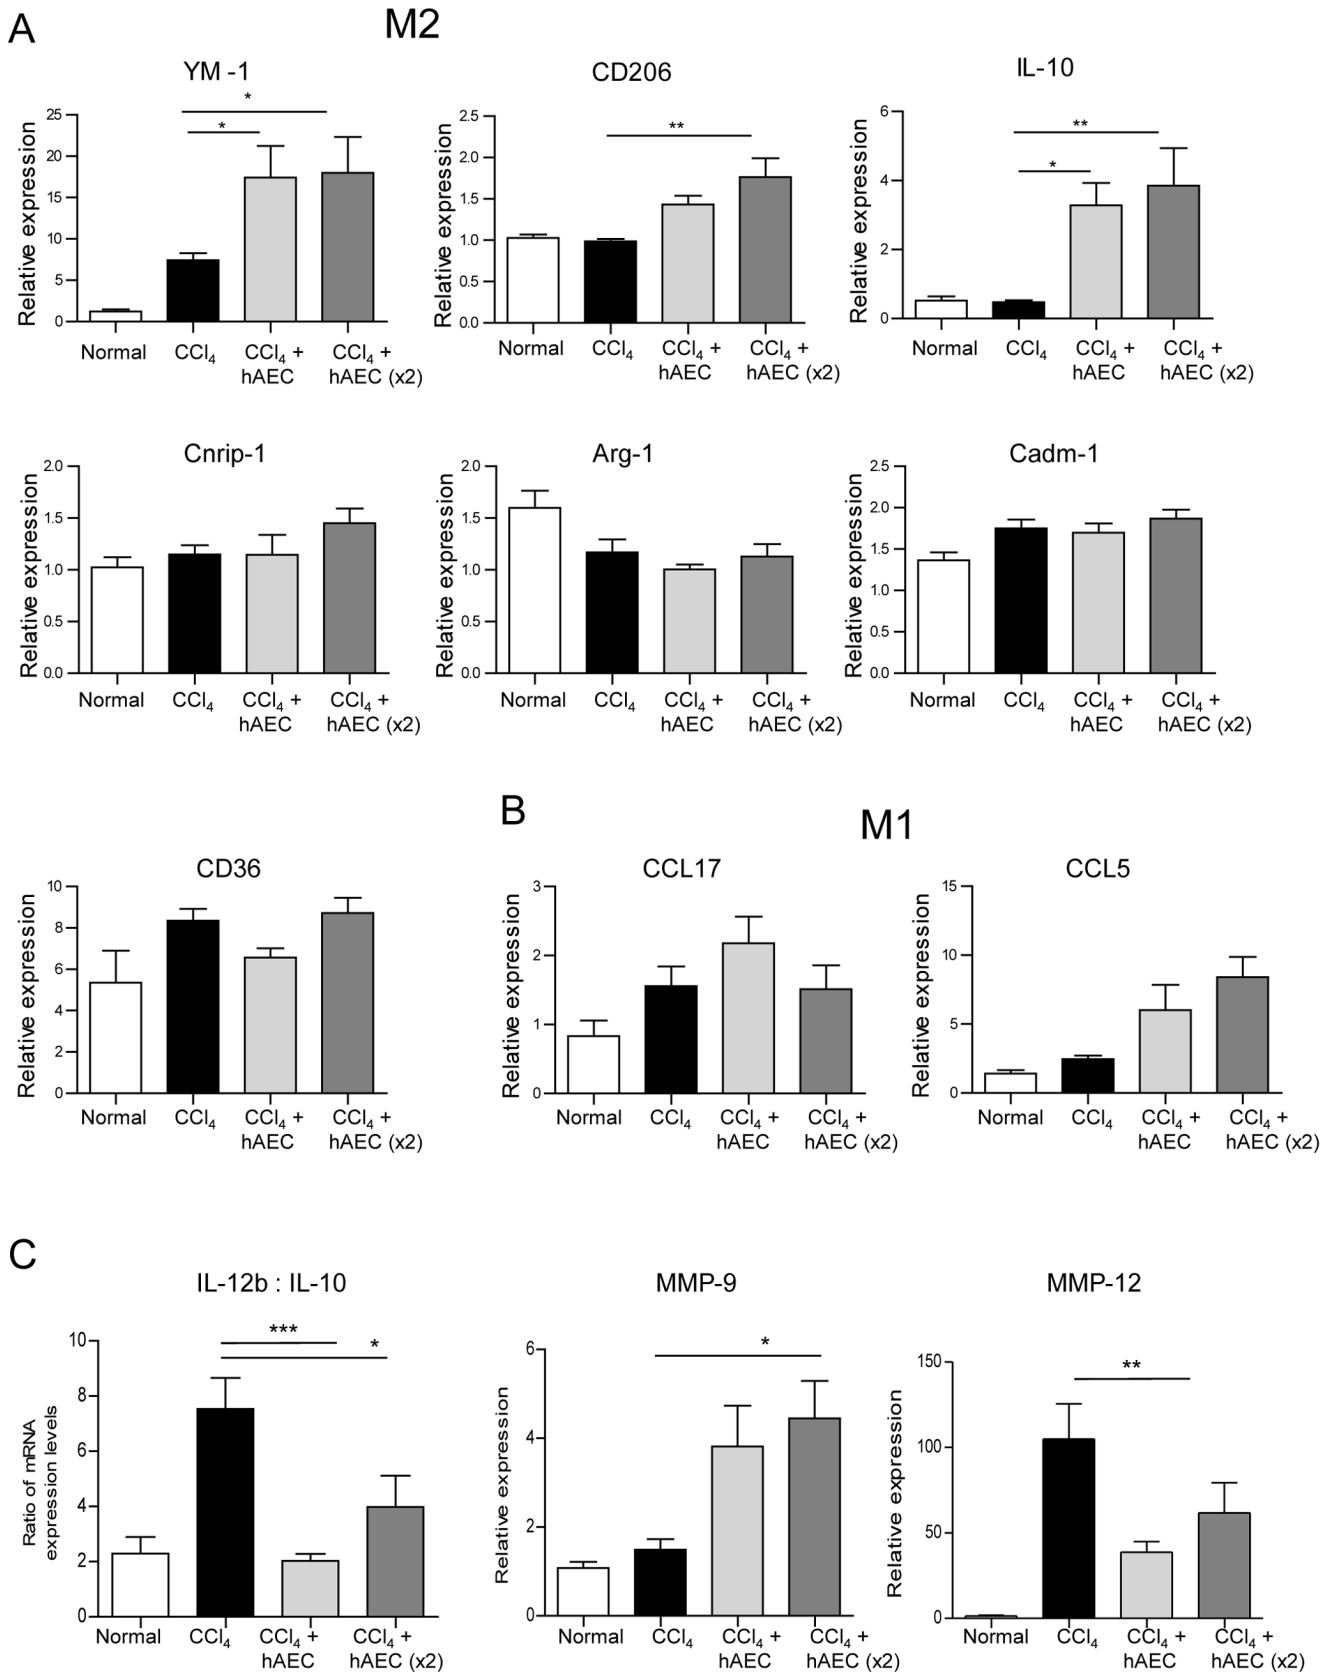 A
M2
YM -1
Relative expression
25
20
15
10
5
0
*
*
Normal
CCl₄
CCl₄ +
hAEC
CCl₄ +
hAEC (x2)
CD206
Relative expression
2.5
2.0
1.5
1.0
0.5
0.0
**
Normal
CCl₄
CCl₄ +
hAEC
CCl₄ +
hAEC (x2)
IL-10
Relative expression
6
4
2
0
**
*
Normal
CCl₄
CCl₄ +
hAEC
CCl₄ +
hAEC (x2)
Cnrip-1
Relative expression
2.0
1.5
1.0
0.5
0.0
Normal
CCl₄
CCl₄ +
hAEC
CCl₄ +
hAEC (x2)
Arg-1
Relative expression
2.0
1.5
1.0
0.5
0.0
Normal
CCl₄
CCl₄ +
hAEC
CCl₄ +
hAEC (x2)
Cadm-1
Relative expression
2.5
2.0
1.5
1.0
0.5
0.0
Normal
CCl₄
CCl₄ +
hAEC
CCl₄ +
hAEC (x2)
CD36
Relative expression
10
8
6
4
2
0
Normal
CCl₄
CCl₄ +
hAEC
CCl₄ +
hAEC (x2)
B
M1
CCL17
Relative expression
3
2
1
0
Normal
CCl₄
CCl₄ +
hAEC
CCl₄ +
hAEC (x2)
CCL5
Relative expression
15
10
5
0
Normal
CCl₄
CCl₄ +
hAEC
CCl₄ +
hAEC (x2)
C
IL-12b : IL-10
Ratio of mRNA
expression levels
10
8
6
4
2
0
***
*
Normal
CCl₄
CCl₄ +
hAEC
CCl₄ +
hAEC (x2)
MMP-9
Relative expression
6
4
2
0
*
Normal
CCl₄
CCl₄ +
hAEC
CCl₄ +
hAEC (x2)
MMP-12
Relative expression
150
100
50
0
**
Normal
CCl₄
CCl₄ +
hAEC
CCl₄ +
hAEC (x2)